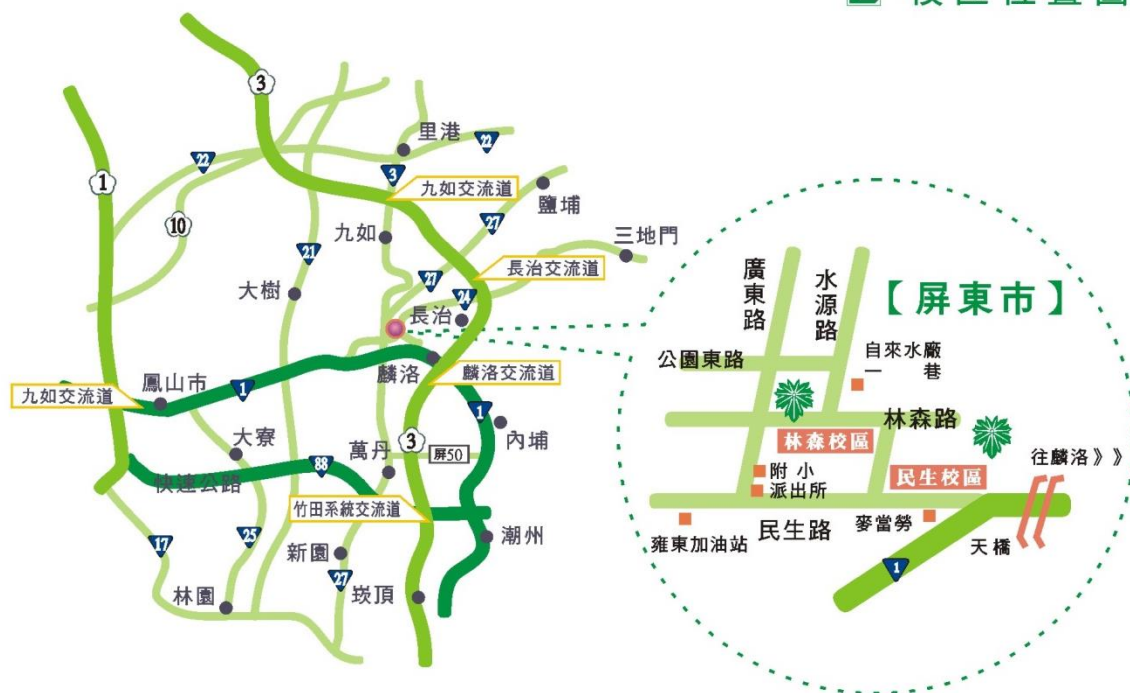 3
里港
22
22
1
3
九如交流道
鹽埔
10
27
九如
三地門
21
長治交流道
大樹
27
24
長治
麟洛
麟洛交流道
九如交流道
鳳山市
1
1
內埔
大寮
3
萬丹
屏50
88
快速公路
竹田系統交流道
潮州
17
25
新園
27
崁頂
林園
【屏東市】
廣東路
水源路
公園東路
自來水廠
一 巷
林森路
林森校區
往麟洛》》
附小
派出所
民生校區
民生路
麥當勞
雍東加油站
天橋
1